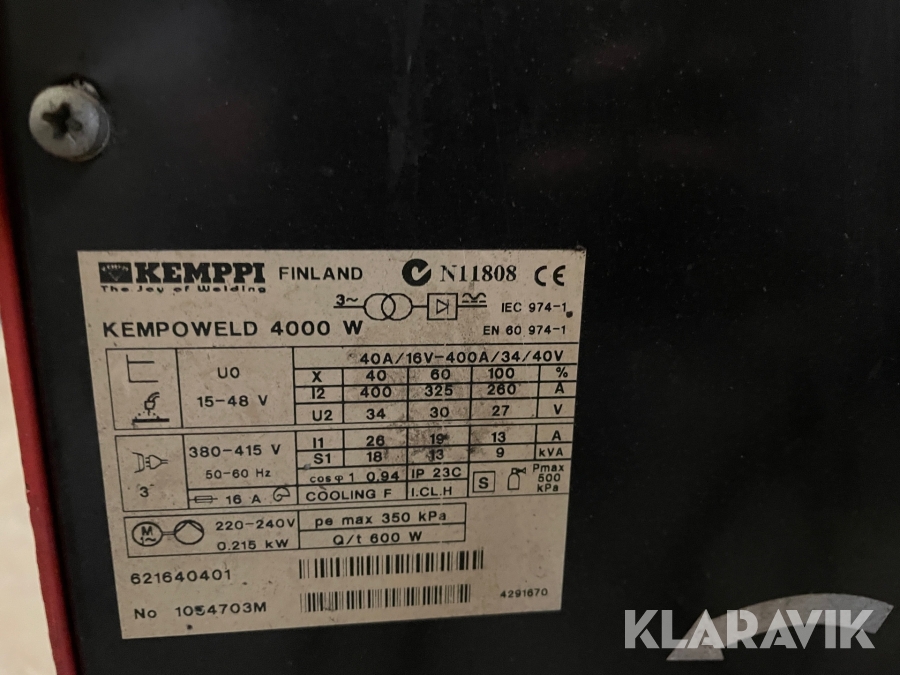 KEMPPI FINLAND N11808 CE
The Joy of Welding
3~ IEC 974-1
KEMPOWELD 4000 W EN 60 974-1
40A/16V-400A/34/40V
U0
15-48 V
X 40 60 100 %
I2 400 325 260 A
U2 34 30 27 V
380-415 V
50-60 Hz
3~
16 A
I1 26 19 13 A
S1 18 13 9 kVA
cosφ1 0.94 IP 23C
COOLING F I.CL.H
S
Pmax
500
kPa
M
220-240V
0.215 kW
pe max 350 kPa
Q/t 600 W
621640401
No 1054703M
4291670
KLARAVIK